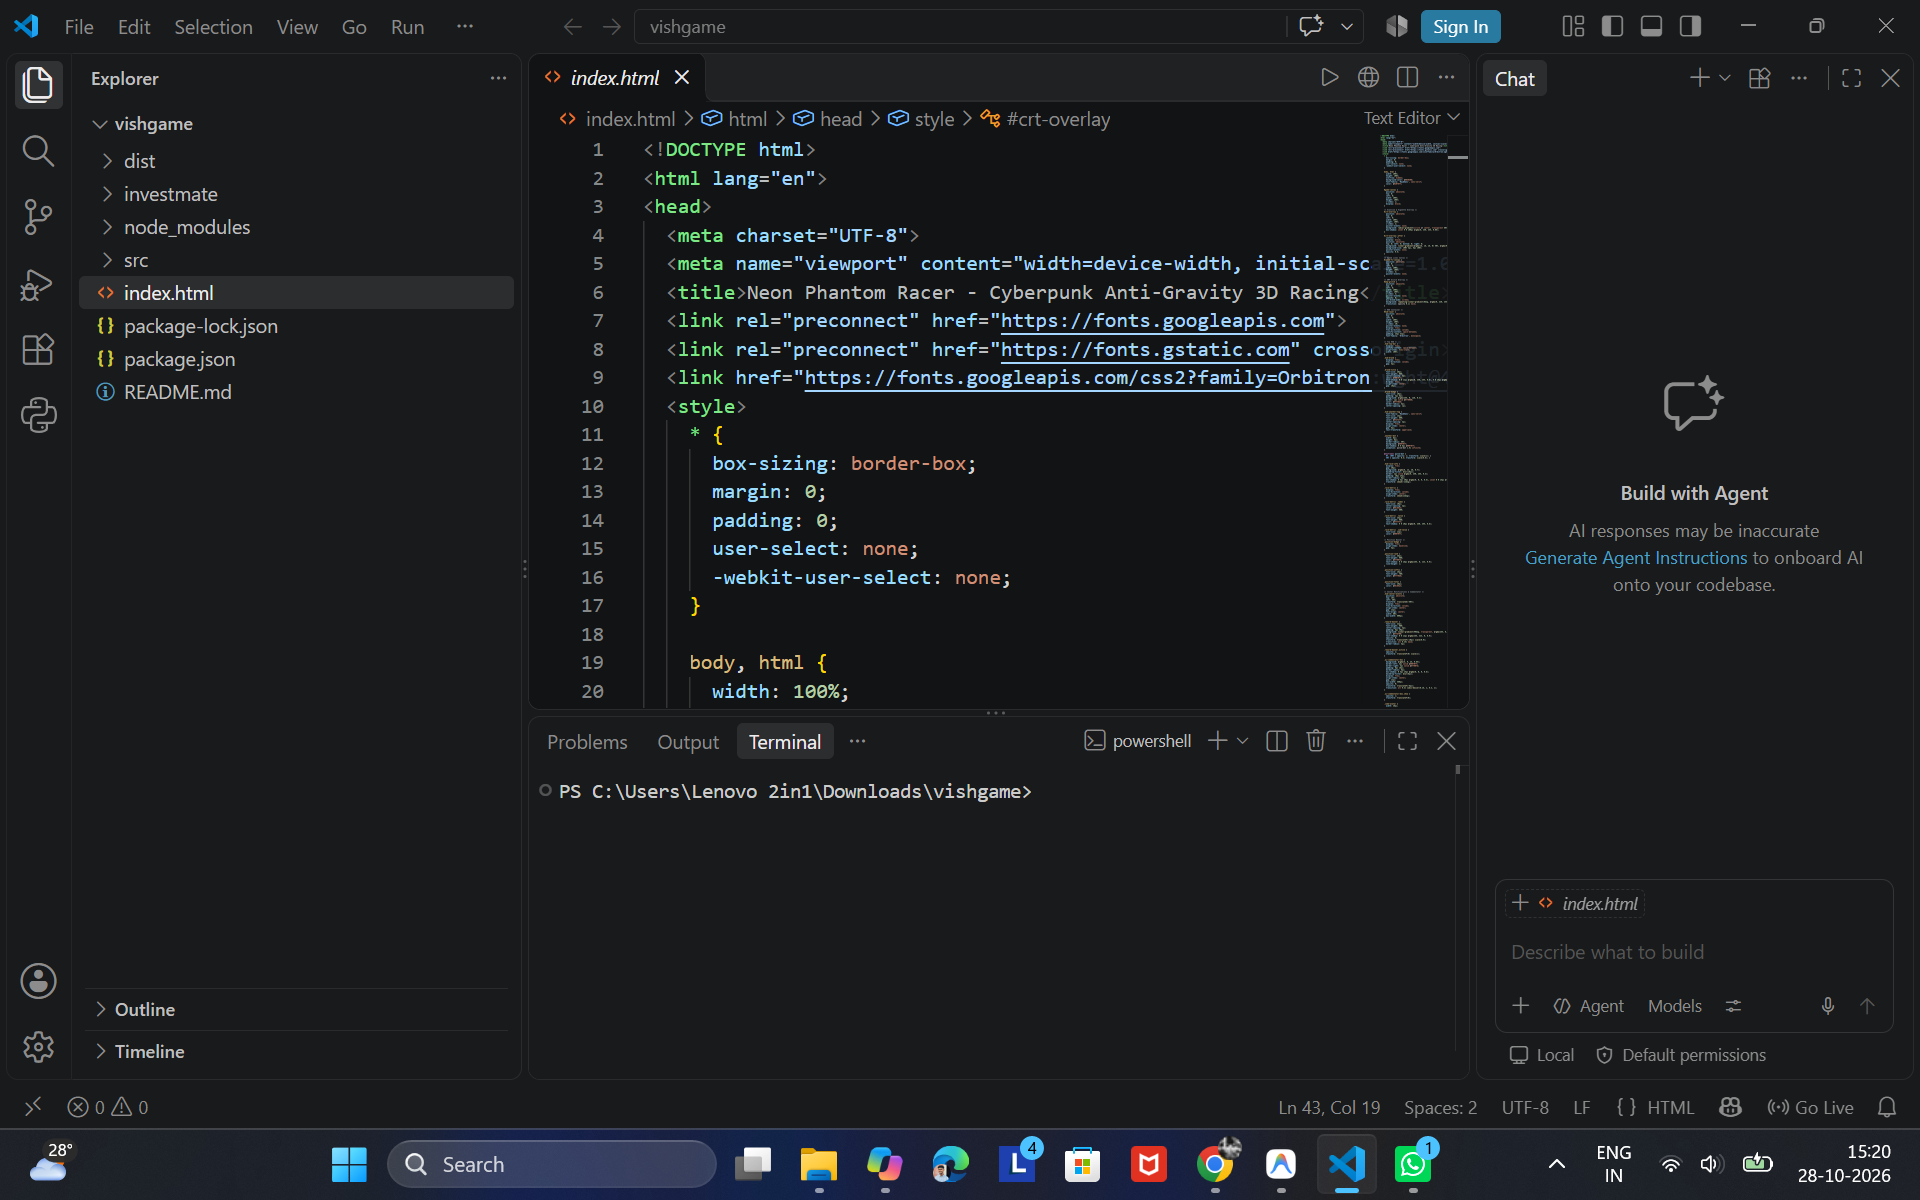 File Edit Selection View Go Run ··· vishgame Sign In
Explorer
vishgame
dist
investmate
node_modules
src
index.html
package-lock.json
package.json
README.md
Outline
Timeline
index.html
index.html > html > head > style > #crt-overlay Text Editor
1 <!DOCTYPE html>
2 <html lang="en">
3 <head>
4 <meta charset="UTF-8">
5 <meta name="viewport" content="width=device-width, initial-scale=1.0
6 <title>Neon Phantom Racer - Cyberpunk Anti-Gravity 3D Racing</title>
7 <link rel="preconnect" href="https://fonts.googleapis.com">
8 <link rel="preconnect" href="https://fonts.gstatic.com" crossorigin>
9 <link href="https://fonts.googleapis.com/css2?family=Orbitron
10 <style>
11 * {
12 box-sizing: border-box;
13 margin: 0;
14 padding: 0;
15 user-select: none;
16 -webkit-user-select: none;
17 }
18
19 body, html {
20 width: 100%;
Problems Output Terminal ··· powershell
PS C:\Users\Lenovo 2in1\Downloads\vishgame>
Chat
Build with Agent
AI responses may be inaccurate
Generate Agent Instructions to onboard AI
onto your codebase.
index.html
Describe what to build
Agent Models
Local Default permissions
0 0 Ln 43, Col 19 Spaces: 2 UTF-8 LF { } HTML Go Live
28° Search 4 1 ENG
IN
15:20
28-10-2026